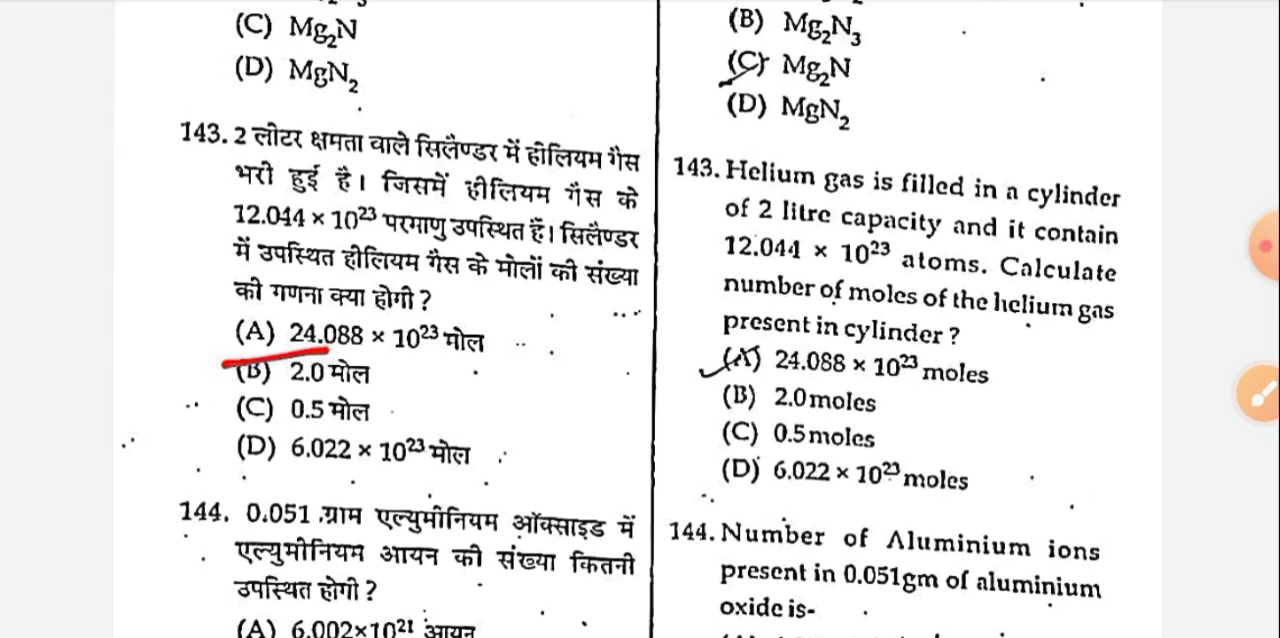 (C) Mg₂N
(D) MgN₂
143. 2 लीटर क्षमता वाले सिलैण्डर में हीलियम गैस
भरी हुई है। जिसमें हीलियम गैस के
12.044 × 10²³ परमाणु उपस्थित हैं। सिलैण्डर
में उपस्थित हीलियम गैस के मोलों की संख्या
की गणना क्या होगी ?
(A) 24.088 × 10²³ मोल
(B) 2.0 मोल
(C) 0.5 मोल
(D) 6.022 × 10²³ मोल
144. 0.051 ग्राम एल्युमीनियम ऑक्साइड में
एल्युमीनियम आयन की संख्या कितनी
उपस्थित होगी ?
(A) 6.002×10²¹ आयन
(B) Mg₂N₃
(C) Mg₂N
(D) MgN₂
143. Helium gas is filled in a cylinder
of 2 litre capacity and it contain
12.044 × 10²³ atoms. Calculate
number of moles of the helium gas
present in cylinder ?
(A) 24.088 × 10²³ moles
(B) 2.0 moles
(C) 0.5 moles
(D) 6.022 × 10²³ moles
144. Number of Aluminium ions
present in 0.051gm of aluminium
oxide is-